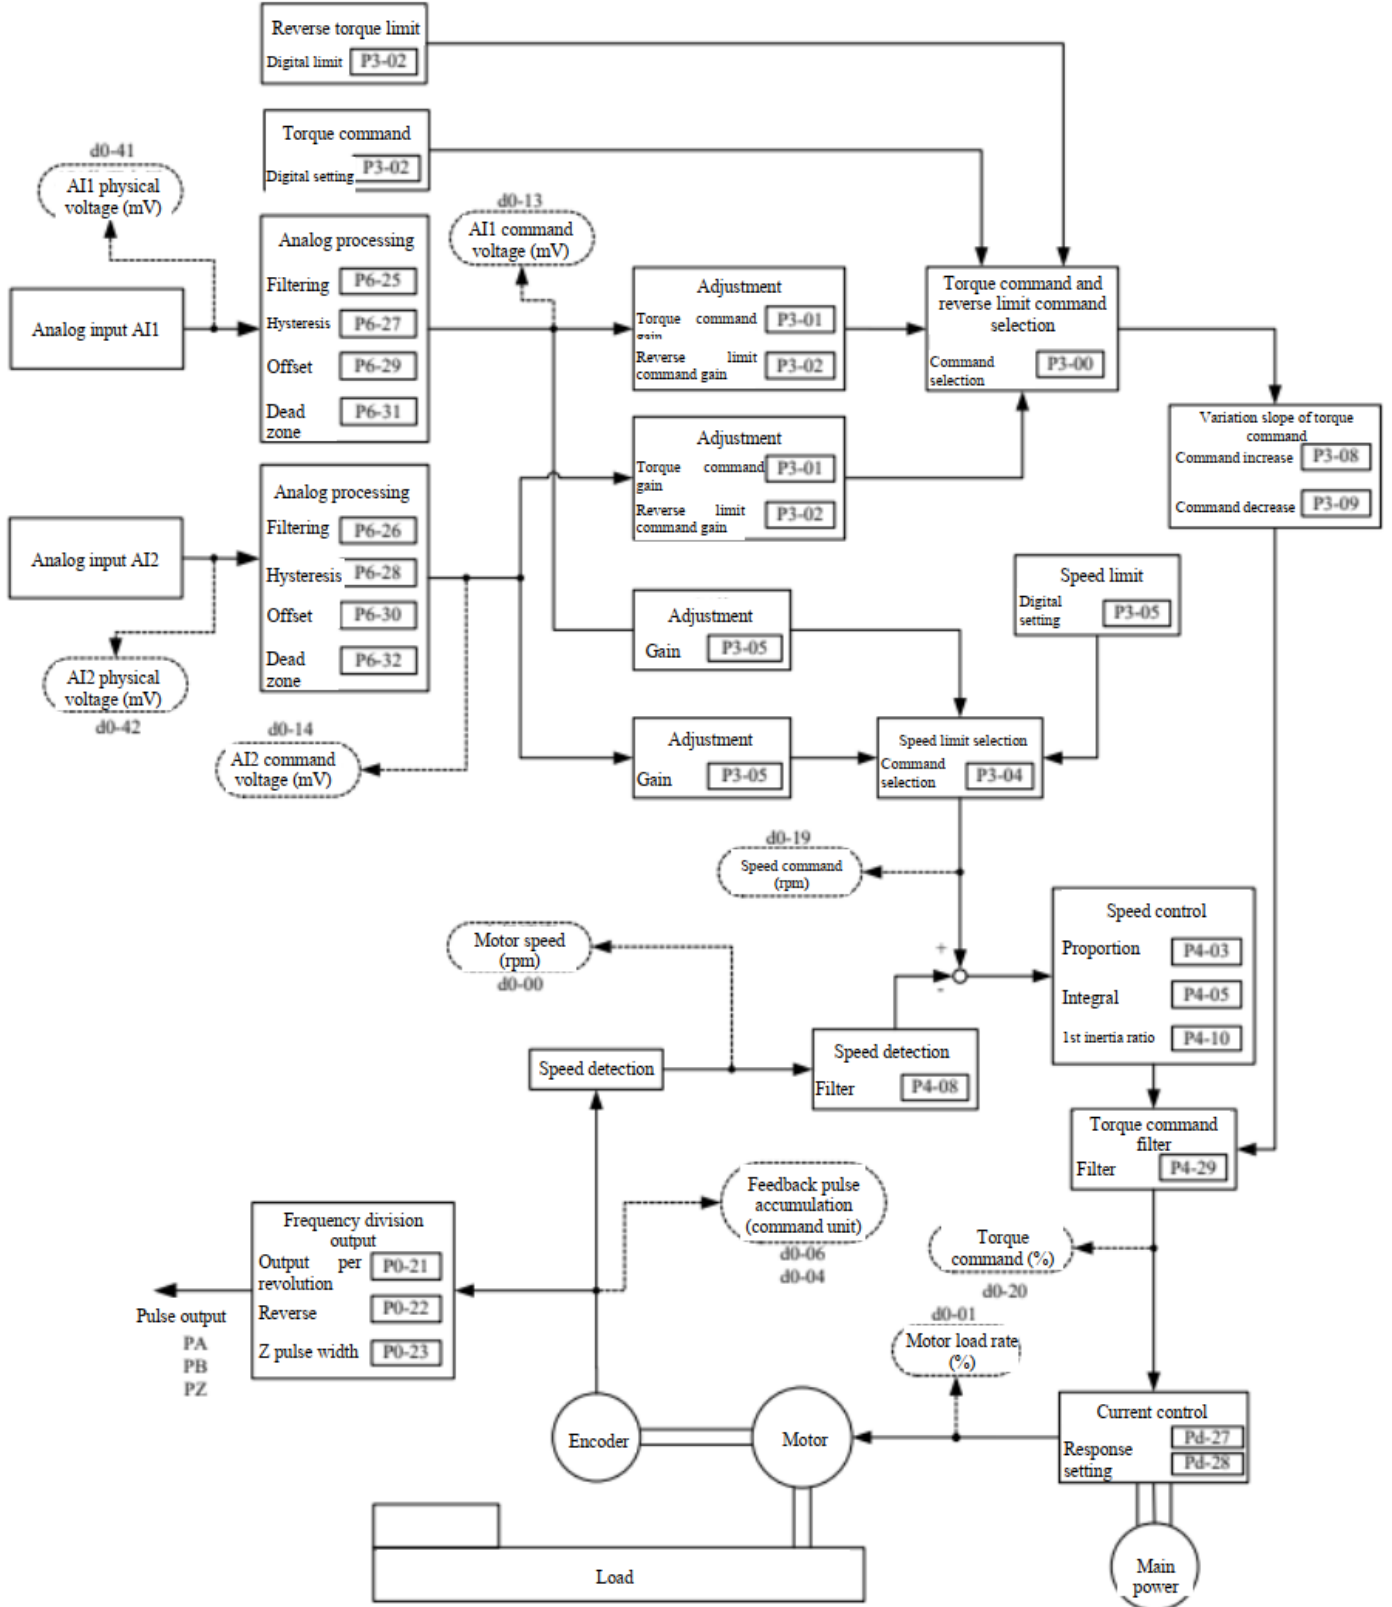 Reverse torque limit
Digital limit P3-02
Torque command
Digital setting P3-02
d0-41
AI1 physical
voltage (mV)
d0-13
AI1 command
voltage (mV)
Analog input AI1
Analog processing
Filtering P6-25
Hysteresis P6-27
Offset P6-29
Dead
zone P6-31
Adjustment
Torque command
gain P3-01
Reverse limit
command gain P3-02
Torque command and
reverse limit command
selection
Command
selection P3-00
Variation slope of torque
command
Command increase P3-08
Command decrease P3-09
Adjustment
Torque command
gain P3-01
Reverse limit
command gain P3-02
Analog input AI2
Analog processing
Filtering P6-26
Hysteresis P6-28
Offset P6-30
Dead
zone P6-32
AI2 physical
voltage (mV)
d0-42
d0-14
AI2 command
voltage (mV)
Adjustment
Gain P3-05
Speed limit
Digital
setting P3-05
Adjustment
Gain P3-05
Speed limit selection
Command
selection P3-04
d0-19
Speed command
(rpm)
Motor speed
(rpm)
d0-00
+
-
Speed control
Proportion P4-03
Integral P4-05
1st inertia ratio P4-10
Speed detection
Speed detection
Filter P4-08
Torque command
filter
Filter P4-29
Feedback pulse
accumulation
(command unit)
d0-06
d0-04
Frequency division
output
Output per
revolution P0-21
Reverse P0-22
Z pulse width P0-23
Pulse output
PA
PB
PZ
Torque
command (%)
d0-20
d0-01
Motor load rate
(%)
Encoder
Motor
Current control
Response
setting
Pd-27
Pd-28
Load
Main
power